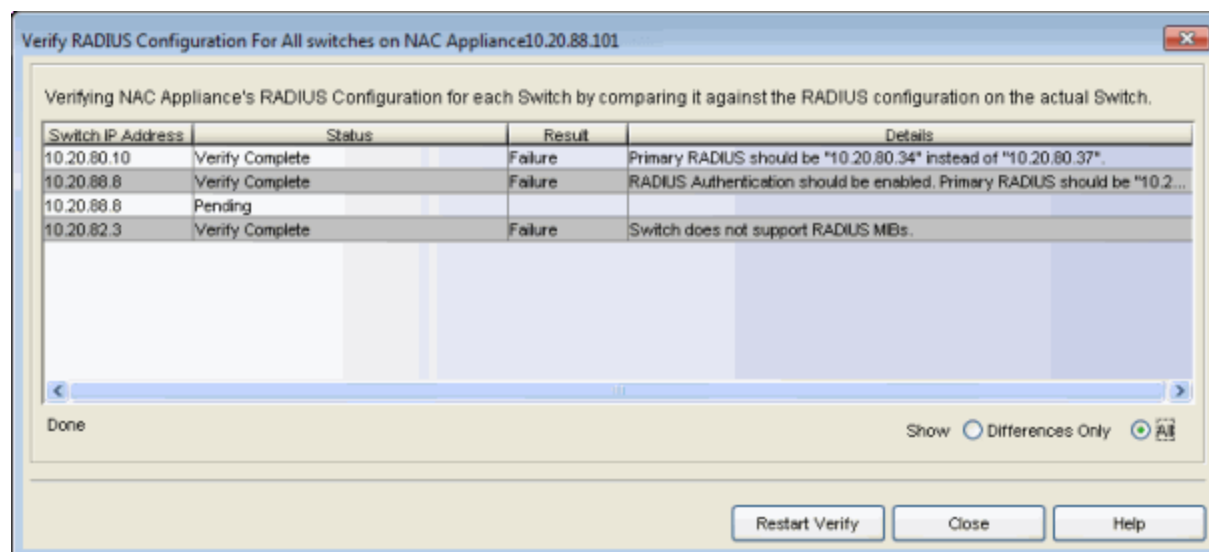 Verify RADIUS Configuration For All switches on NAC Appliance10.20.88.101
Verifying NAC Appliance's RADIUS Configuration for each Switch by comparing it against the RADIUS configuration on the actual Switch.
Switch IP Address Status Result Details
10.20.80.10 Verify Complete Failure Primary RADIUS should be "10.20.80.34" instead of "10.20.80.37".
10.20.88.8 Verify Complete Failure RADIUS Authentication should be enabled. Primary RADIUS should be "10.2...
10.20.88.8 Pending
10.20.82.3 Verify Complete Failure Switch does not support RADIUS MIBs.
Done Show Differences Only All
Restart Verify Close Help